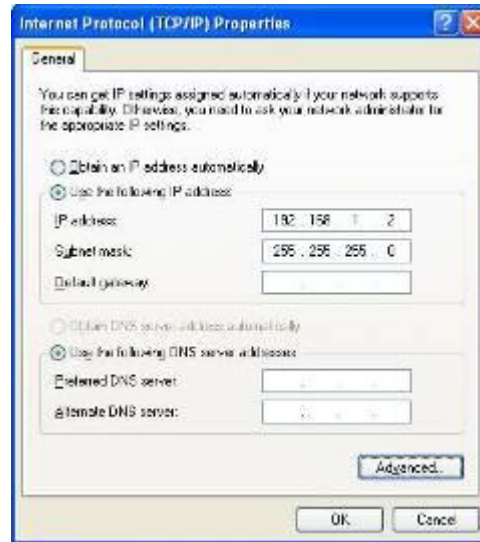 Internet Protocol (TCP/IP) Properties
General
You can get IP settings assigned automatically if your network supports
this capability. Otherwise, you need to ask your network administrator for
the appropriate IP settings.
Obtain an IP address automatically
Use the following IP address:
IP address: 192 . 168 . 1 . 2
Subnet mask: 255 . 255 . 255 . 0
Default gateway:
Obtain DNS server address automatically
Use the following DNS server addresses:
Preferred DNS server:
Alternate DNS server:
Advanced...
OK Cancel